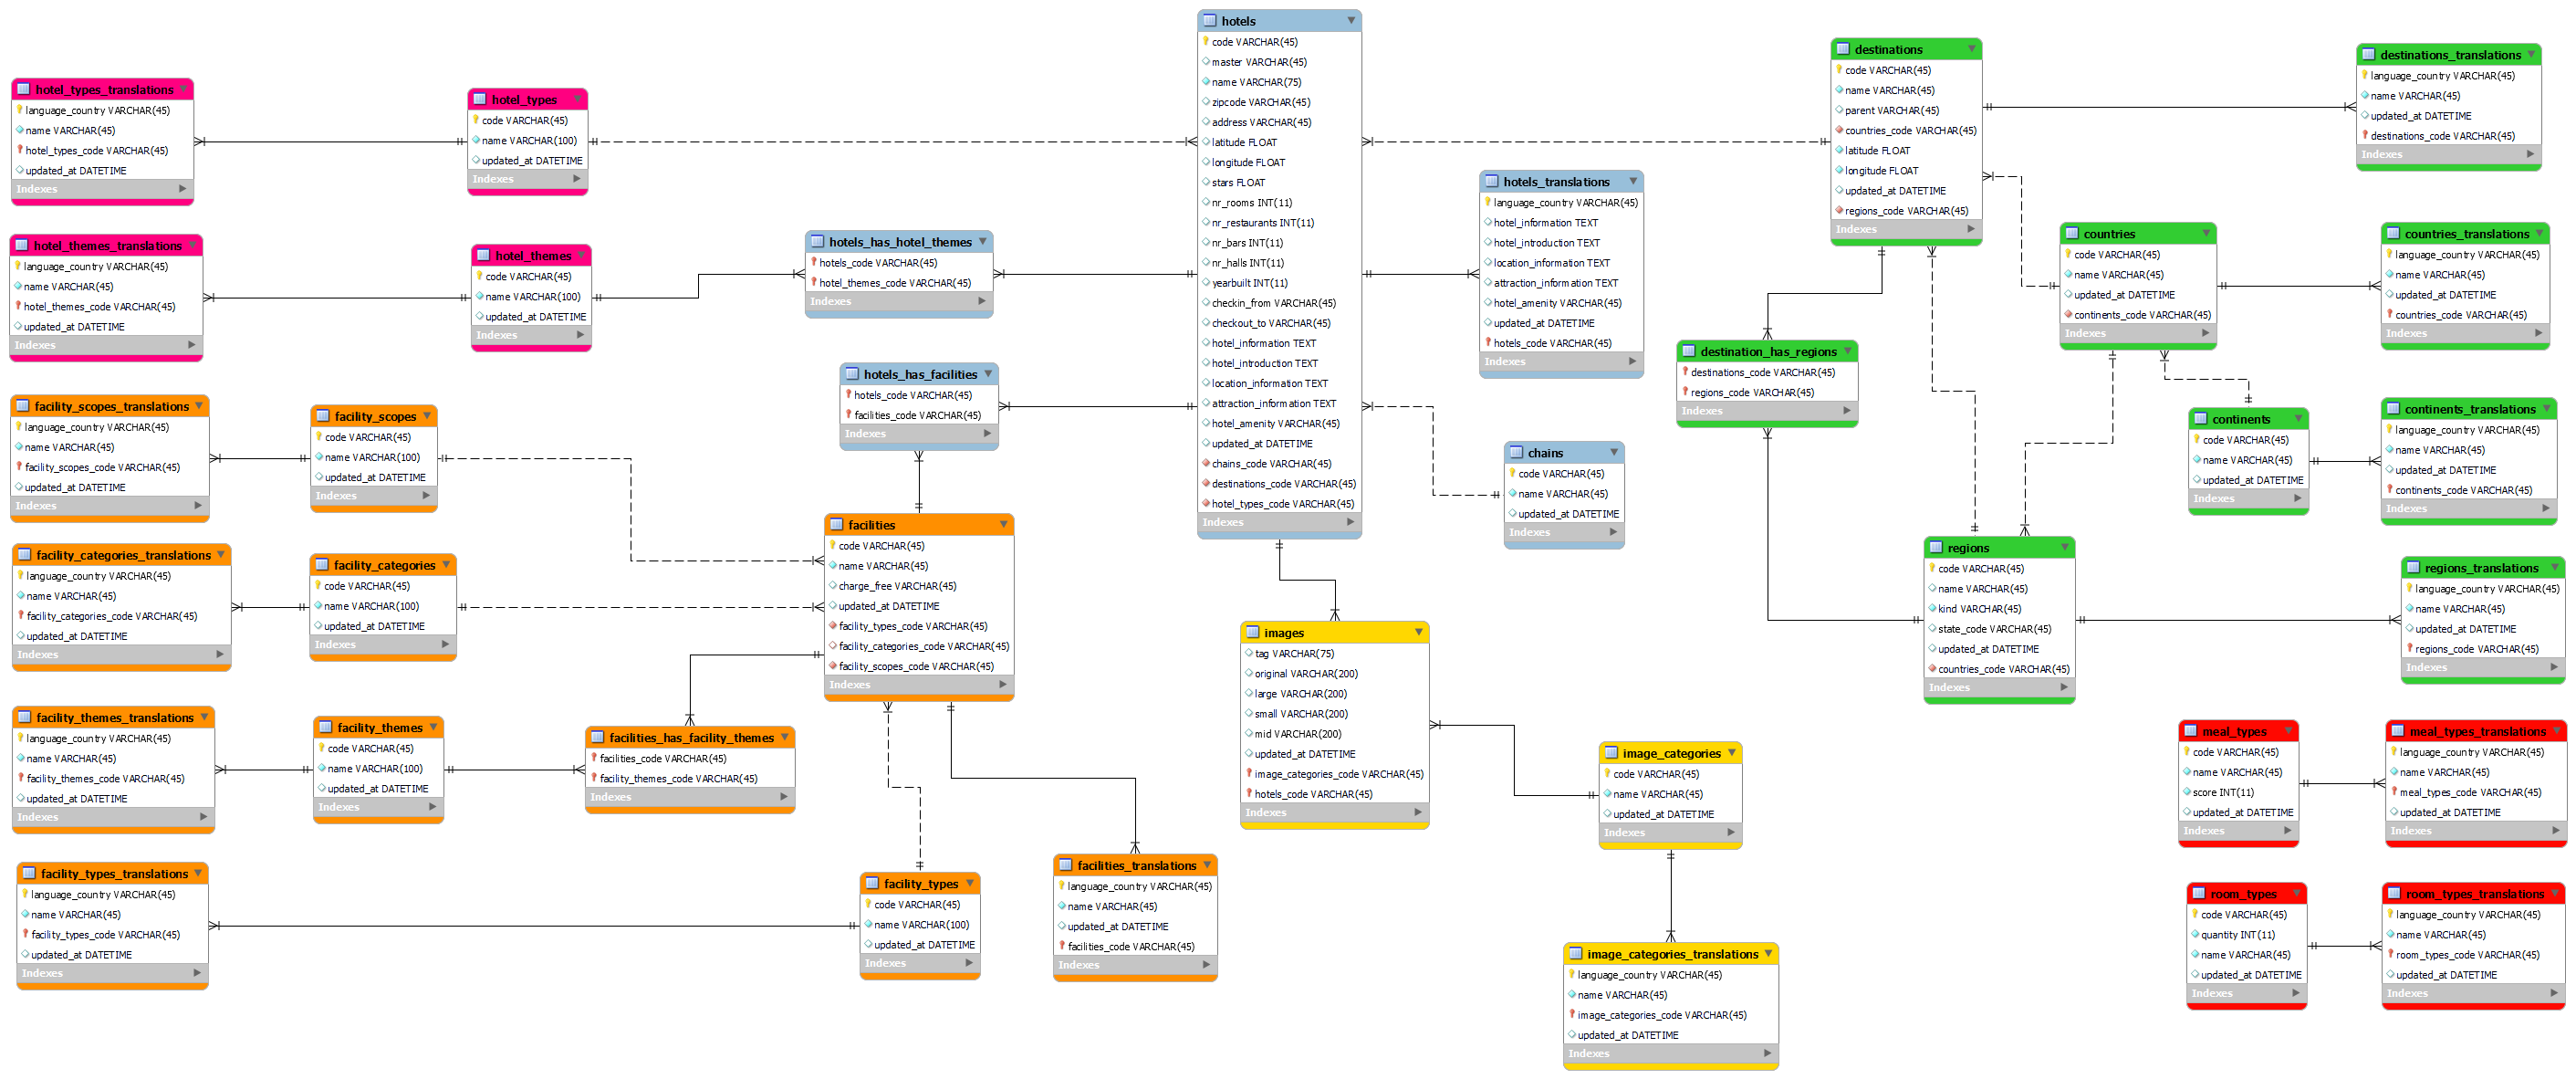 hotels
code VARCHAR(45)
master VARCHAR(45)
name VARCHAR(75)
zipcode VARCHAR(45)
address VARCHAR(45)
latitude FLOAT
longitude FLOAT
stars FLOAT
nr_rooms INT(11)
nr_restaurants INT(11)
nr_bars INT(11)
nr_halls INT(11)
yearbuilt INT(11)
checkin_from VARCHAR(45)
checkout_to VARCHAR(45)
hotel_information TEXT
hotel_introduction TEXT
location_information TEXT
attraction_information TEXT
hotel_amenity VARCHAR(45)
updated_at DATETIME
chains_code VARCHAR(45)
destinations_code VARCHAR(45)
hotel_types_code VARCHAR(45)
Indexes
destinations
code VARCHAR(45)
name VARCHAR(45)
parent VARCHAR(45)
countries_code VARCHAR(45)
latitude FLOAT
longitude FLOAT
updated_at DATETIME
regions_code VARCHAR(45)
Indexes
destinations_translations
language_country VARCHAR(45)
name VARCHAR(45)
updated_at DATETIME
destinations_code VARCHAR(45)
Indexes
hotel_types_translations
language_country VARCHAR(45)
name VARCHAR(45)
hotel_types_code VARCHAR(45)
updated_at DATETIME
Indexes
hotel_types
code VARCHAR(45)
name VARCHAR(100)
updated_at DATETIME
Indexes
hotels_translations
language_country VARCHAR(45)
hotel_information TEXT
hotel_introduction TEXT
location_information TEXT
attraction_information TEXT
hotel_amenity VARCHAR(45)
updated_at DATETIME
hotels_code VARCHAR(45)
Indexes
hotel_themes_translations
language_country VARCHAR(45)
name VARCHAR(45)
hotel_themes_code VARCHAR(45)
updated_at DATETIME
Indexes
hotel_themes
code VARCHAR(45)
name VARCHAR(100)
updated_at DATETIME
Indexes
hotels_has_hotel_themes
hotels_code VARCHAR(45)
hotel_themes_code VARCHAR(45)
Indexes
countries
code VARCHAR(45)
name VARCHAR(45)
updated_at DATETIME
continents_code VARCHAR(45)
Indexes
countries_translations
language_country VARCHAR(45)
name VARCHAR(45)
updated_at DATETIME
countries_code VARCHAR(45)
Indexes
destination_has_regions
destinations_code VARCHAR(45)
regions_code VARCHAR(45)
Indexes
hotels_has_facilities
hotels_code VARCHAR(45)
facilities_code VARCHAR(45)
Indexes
facility_scopes_translations
language_country VARCHAR(45)
name VARCHAR(45)
facility_scopes_code VARCHAR(45)
updated_at DATETIME
Indexes
facility_scopes
code VARCHAR(45)
name VARCHAR(100)
updated_at DATETIME
Indexes
chains
code VARCHAR(45)
name VARCHAR(45)
updated_at DATETIME
Indexes
continents
code VARCHAR(45)
name VARCHAR(45)
updated_at DATETIME
Indexes
continents_translations
language_country VARCHAR(45)
name VARCHAR(45)
updated_at DATETIME
continents_code VARCHAR(45)
Indexes
facilities
code VARCHAR(45)
name VARCHAR(45)
charge_free VARCHAR(45)
updated_at DATETIME
facility_types_code VARCHAR(45)
facility_categories_code VARCHAR(45)
facility_scopes_code VARCHAR(45)
Indexes
facility_categories_translations
language_country VARCHAR(45)
name VARCHAR(45)
facility_categories_code VARCHAR(45)
updated_at DATETIME
Indexes
facility_categories
code VARCHAR(45)
name VARCHAR(100)
updated_at DATETIME
Indexes
regions
code VARCHAR(45)
name VARCHAR(45)
kind VARCHAR(45)
state_code VARCHAR(45)
updated_at DATETIME
countries_code VARCHAR(45)
Indexes
regions_translations
language_country VARCHAR(45)
name VARCHAR(45)
updated_at DATETIME
regions_code VARCHAR(45)
Indexes
images
tag VARCHAR(75)
original VARCHAR(200)
large VARCHAR(200)
small VARCHAR(200)
mid VARCHAR(200)
updated_at DATETIME
image_categories_code VARCHAR(45)
hotels_code VARCHAR(45)
Indexes
facility_themes_translations
language_country VARCHAR(45)
name VARCHAR(45)
facility_themes_code VARCHAR(45)
updated_at DATETIME
Indexes
facility_themes
code VARCHAR(45)
name VARCHAR(100)
updated_at DATETIME
Indexes
facilities_has_facility_themes
facilities_code VARCHAR(45)
facility_themes_code VARCHAR(45)
Indexes
image_categories
code VARCHAR(45)
name VARCHAR(45)
updated_at DATETIME
Indexes
meal_types
code VARCHAR(45)
name VARCHAR(45)
score INT(11)
updated_at DATETIME
Indexes
meal_types_translations
language_country VARCHAR(45)
name VARCHAR(45)
meal_types_code VARCHAR(45)
updated_at DATETIME
Indexes
facility_types_translations
language_country VARCHAR(45)
name VARCHAR(45)
facility_types_code VARCHAR(45)
updated_at DATETIME
Indexes
facility_types
code VARCHAR(45)
name VARCHAR(100)
updated_at DATETIME
Indexes
facilities_translations
language_country VARCHAR(45)
name VARCHAR(45)
updated_at DATETIME
facilities_code VARCHAR(45)
Indexes
image_categories_translations
language_country VARCHAR(45)
name VARCHAR(45)
image_categories_code VARCHAR(45)
updated_at DATETIME
Indexes
room_types
code VARCHAR(45)
quantity INT(11)
name VARCHAR(45)
updated_at DATETIME
Indexes
room_types_translations
language_country VARCHAR(45)
name VARCHAR(45)
room_types_code VARCHAR(45)
updated_at DATETIME
Indexes